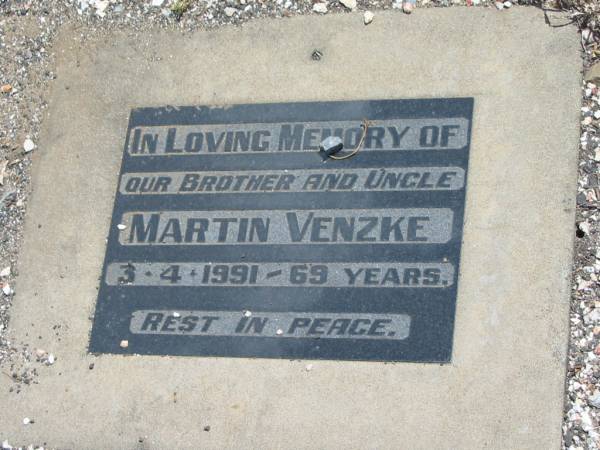 In Loving Memory of
our Brother and Uncle
Martin Venzke
3 - 4 - 1991 - 69 years.
Rest in peace.